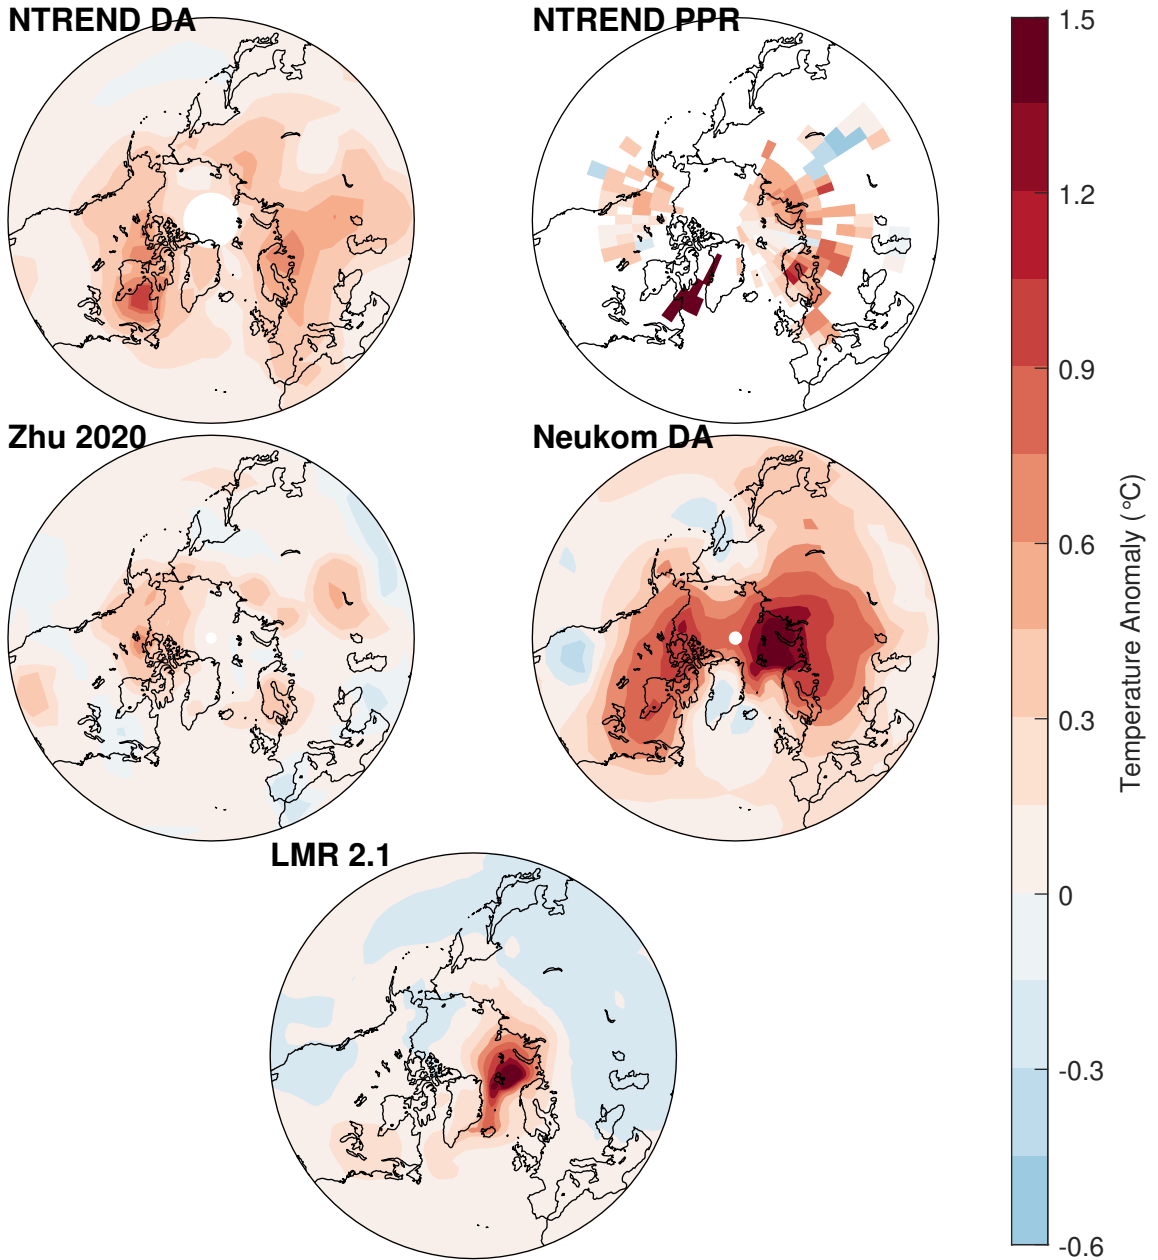 NTREND DA
NTREND PPR
Zhu 2020
Neukom DA
LMR 2.1
1.5
1.2
0.9
0.6
0.3
0
-0.3
-0.6
Temperature Anomaly (°C)